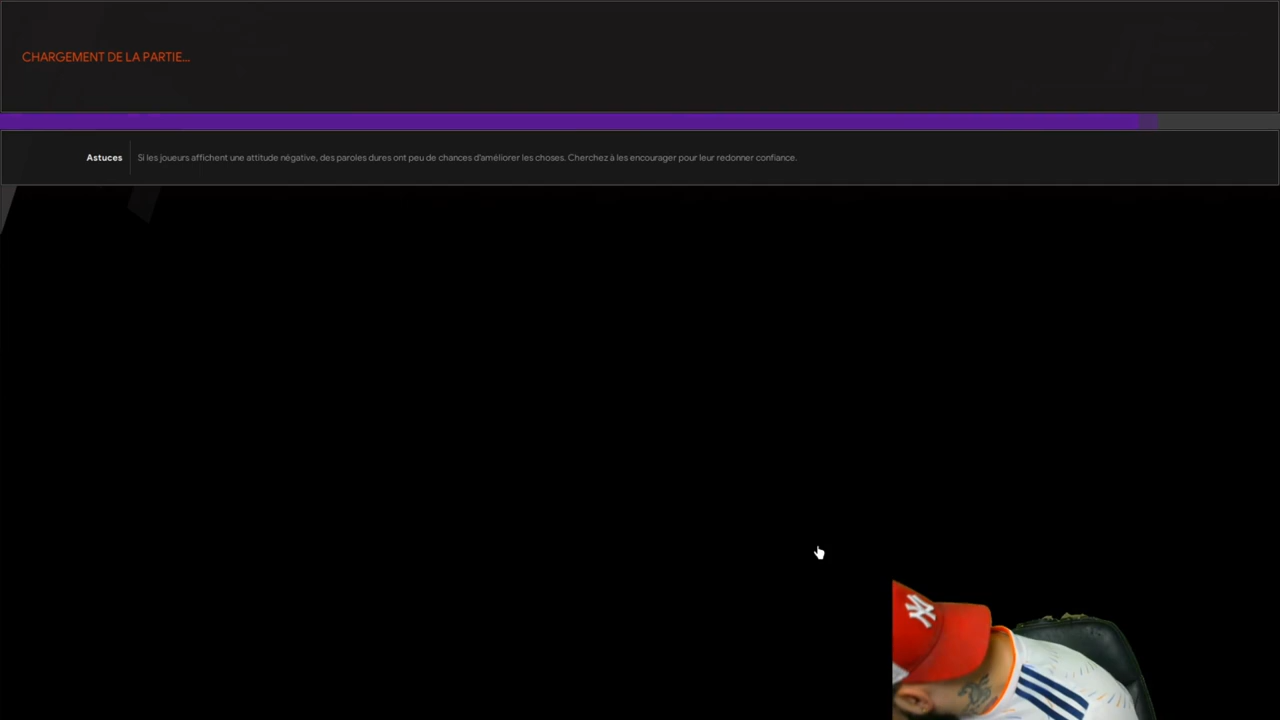 CHARGEMENT DE LA PARTIE...
Astuces
Si les joueurs affichent une attitude négative, des paroles dures ont peu de chances d'améliorer les choses. Cherchez à les encourager pour leur redonner confiance.
NY